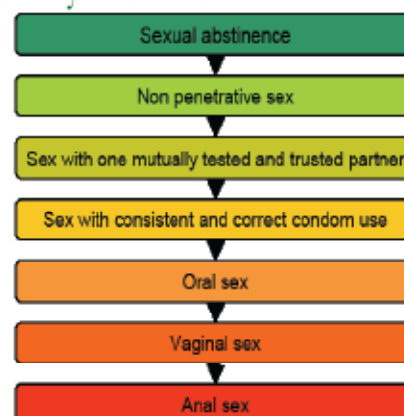 Sexual abstinence
Non penetrative sex
Sex with one mutually tested and trusted partner
Sex with consistent and correct condom use
Oral sex
Vaginal sex
Anal sex